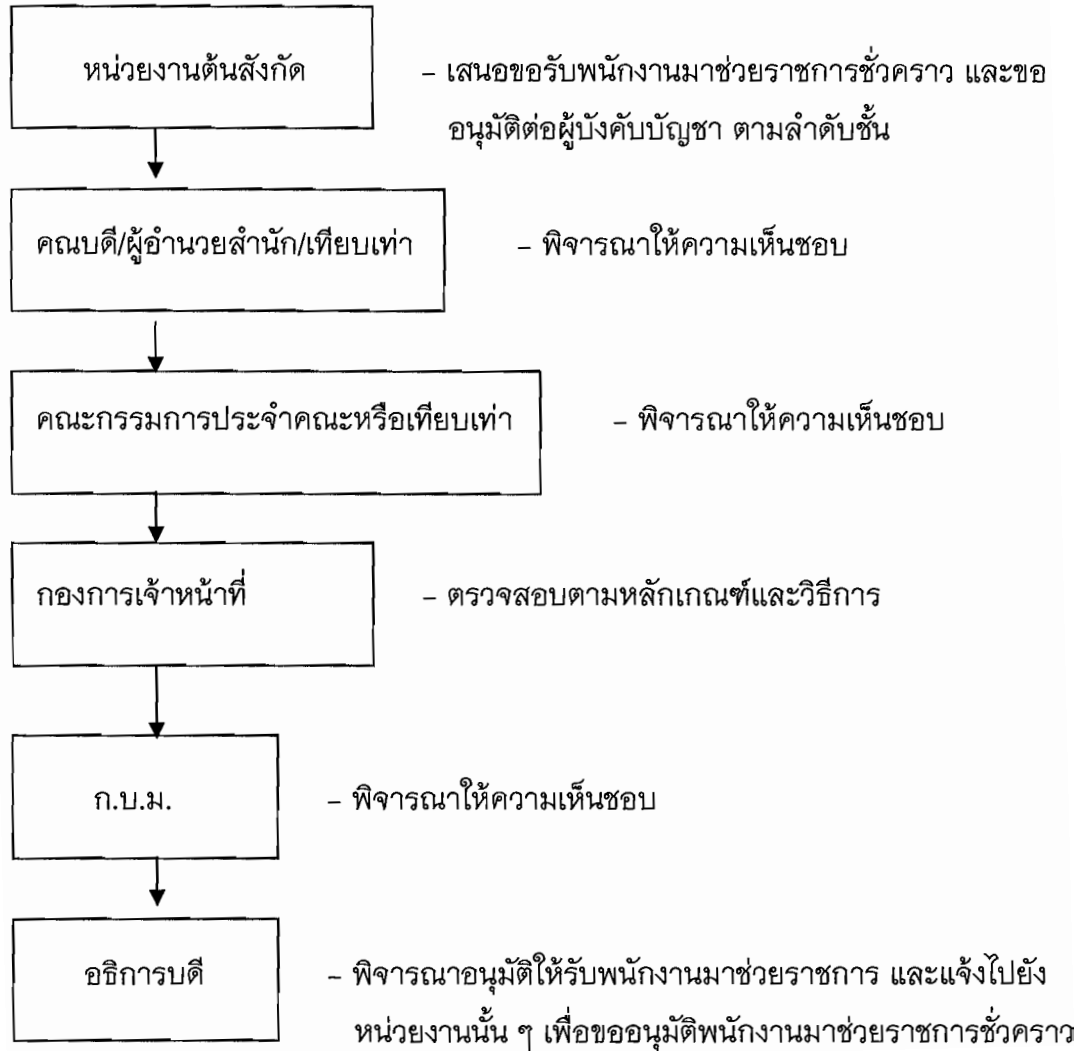 หน่วยงานต้นสังกัด
– เสนอขอรับพนักงานมาช่วยราชการชั่วคราว และขอ
อนุมัติต่อผู้บังคับบัญชา ตามลำดับชั้น
คณบดี/ผู้อำนวยสำนัก/เทียบเท่า
– พิจารณาให้ความเห็นชอบ
คณะกรรมการประจำคณะหรือเทียบเท่า
– พิจารณาให้ความเห็นชอบ
กองการเจ้าหน้าที่
– ตรวจสอบตามหลักเกณฑ์และวิธีการ
ก.บ.ม.
– พิจารณาให้ความเห็นชอบ
อธิการบดี
– พิจารณาอนุมัติให้รับพนักงานมาช่วยราชการ และแจ้งไปยัง
หน่วยงานนั้น ๆ เพื่อขออนุมัติพนักงานมาช่วยราชการชั่วคราว